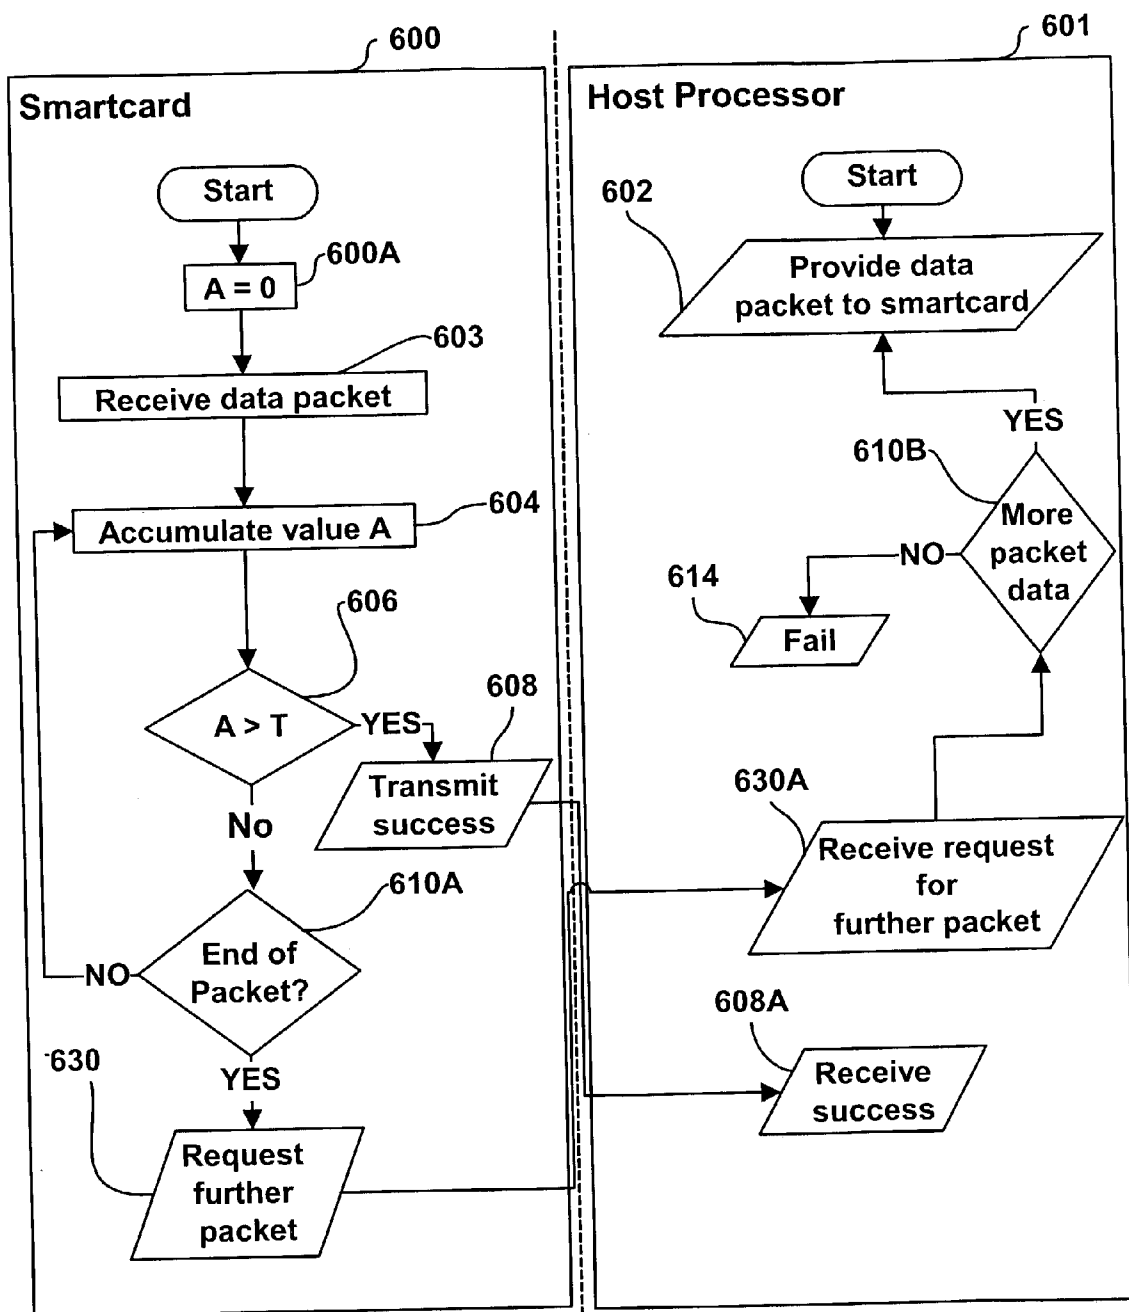 600
601
Smartcard
Host Processor
Start
Start
602
600A
A = 0
Provide data
packet to smartcard
603
Receive data packet
YES
610B
604
Accumulate value A
More
packet
data
NO
614
Fail
606
A > T
YES
608
Transmit
success
No
630A
Receive request
for
further packet
610A
End of
Packet?
NO
608A
Receive
success
630
YES
Request
further
packet